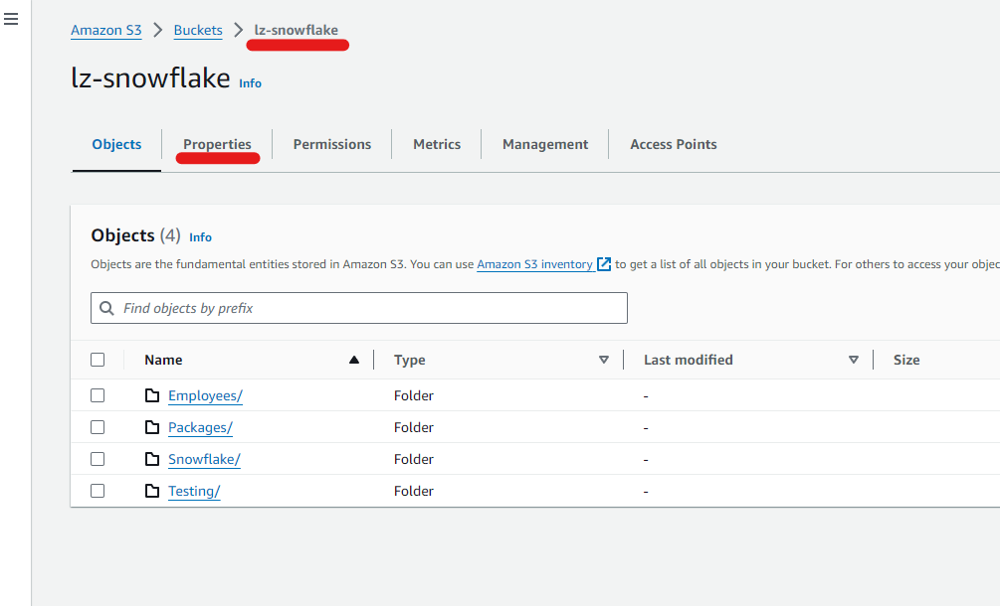 Amazon S3 > Buckets > lz-snowflake
lz-snowflake Info
Objects Properties Permissions Metrics Management Access Points
Objects (4) Info
Objects are the fundamental entities stored in Amazon S3. You can use Amazon S3 inventory to get a list of all objects in your bucket. For others to access your
Find objects by prefix
Name Type Last modified Size
Employees/ Folder -
Packages/ Folder -
Snowflake/ Folder -
Testing/ Folder -